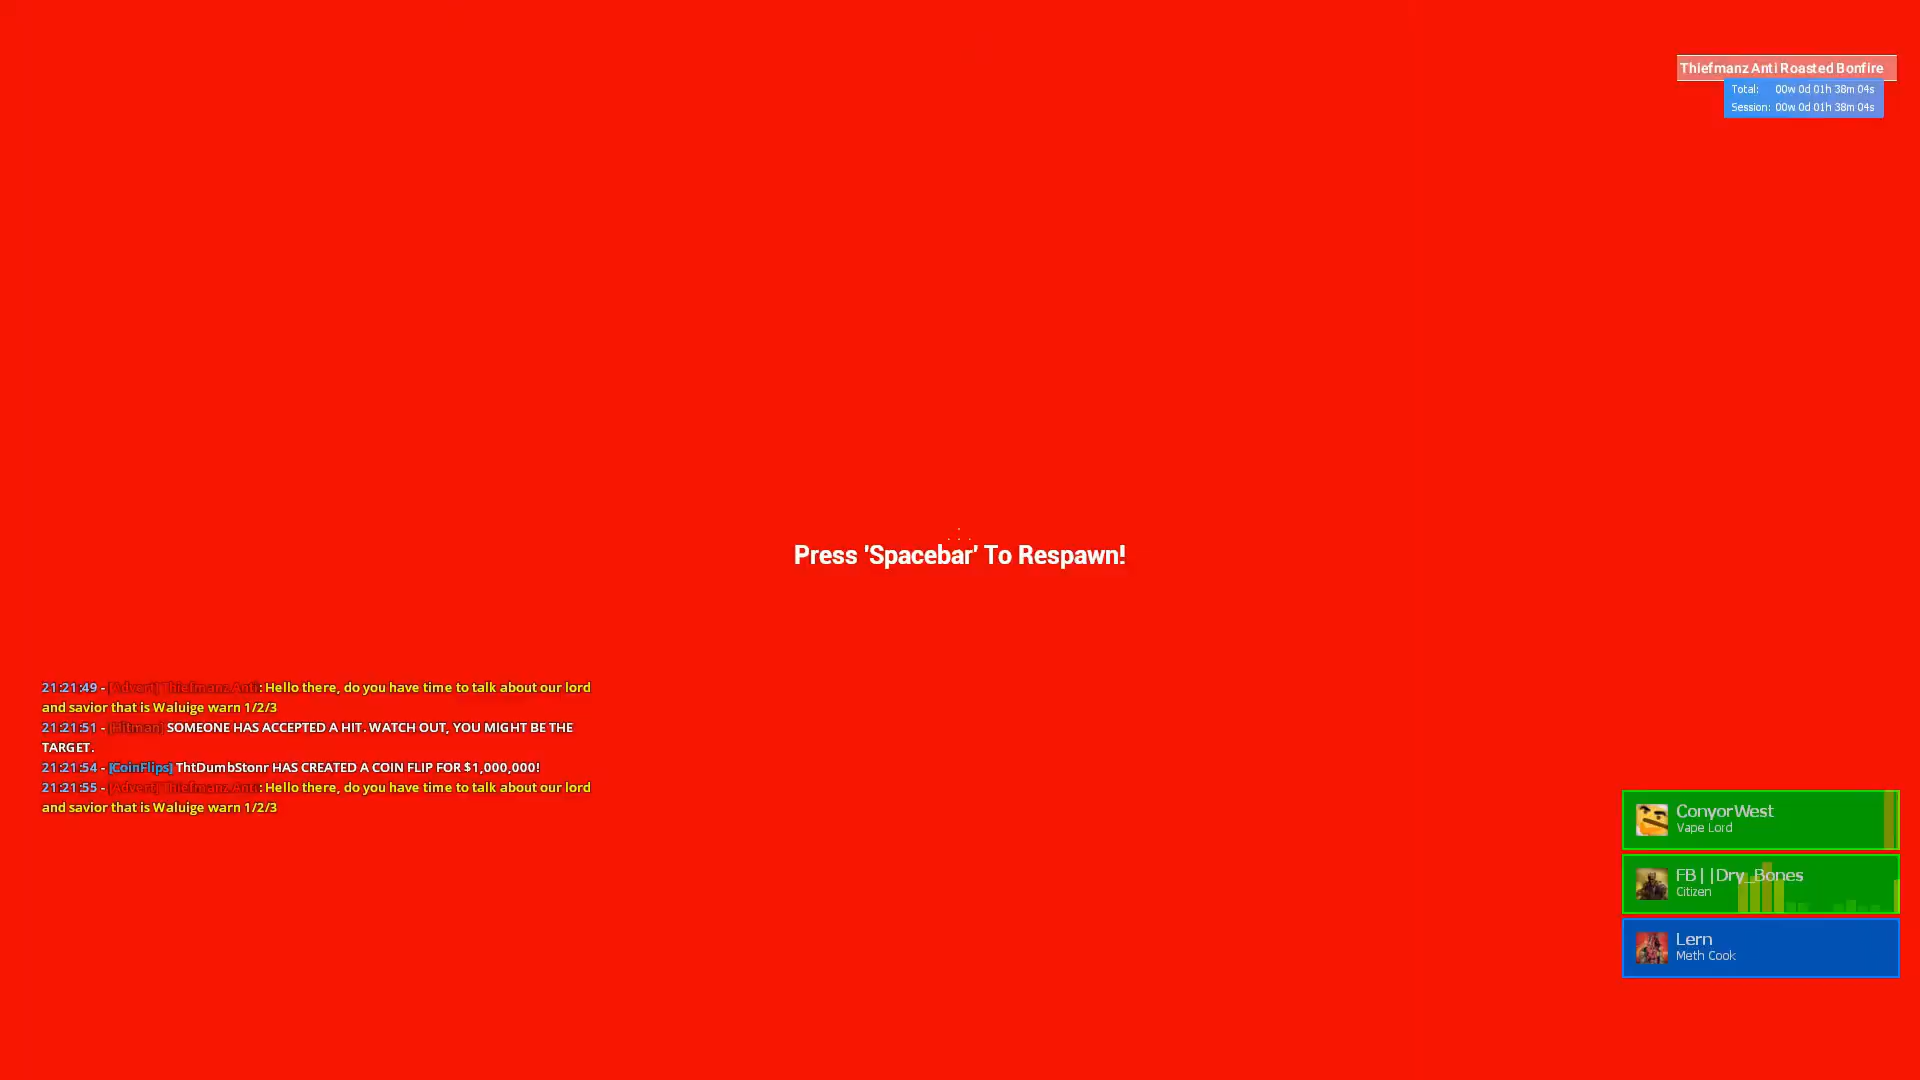 Thiefmanz Anti Roasted Bonfire
Total: 00w 0d 01h 38m 04s
Session: 00w 0d 01h 38m 04s
Press 'Spacebar' To Respawn!
21:21:49 - [Advert] Thiefmanz Anti: Hello there, do you have time to talk about our lord
and savior that is Waluige warn 1/2/3
21:21:51 - [Hitman] SOMEONE HAS ACCEPTED A HIT. WATCH OUT, YOU MIGHT BE THE
TARGET.
21:21:54 - [CoinFlips] ThtDumbStonr HAS CREATED A COIN FLIP FOR $1,000,000!
21:21:55 - [Advert] Thiefmanz Anti: Hello there, do you have time to talk about our lord
and savior that is Waluige warn 1/2/3
ConyorWest
Vape Lord
FB||Dry_Bones
Citizen
Lern
Meth Cook